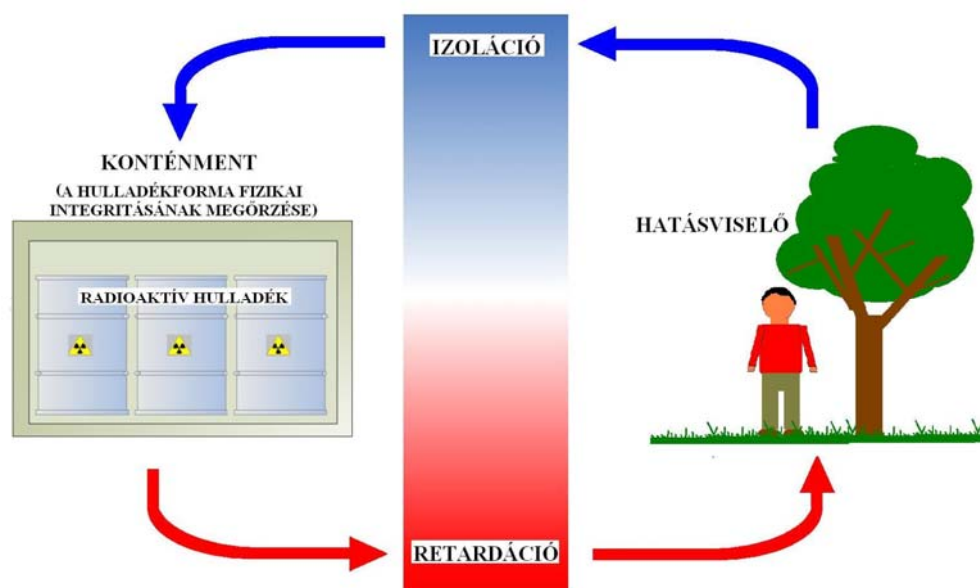 IZOLÁCIÓ
KONTÉNMENT
(A HULLADÉKFORMA FIZIKAI
INTEGRITÁSÁNAK MEGŐRZÉSE)
RADIOAKTÍV HULLADÉK
HATÁSVISELŐ
RETARDÁCIÓ